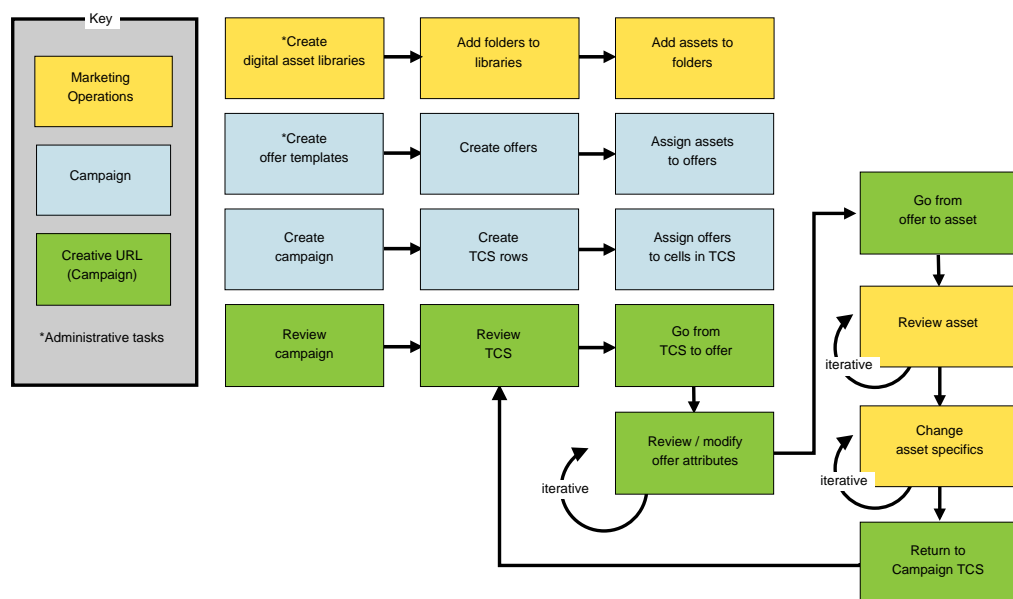 Key
Marketing
Operations
Campaign
Creative URL
(Campaign)
*Administrative tasks
*Create
digital asset libraries
Add folders to
libraries
Add assets to
folders
*Create
offer templates
Create offers
Assign assets
to offers
Create
campaign
Create
TCS rows
Assign offers
to cells in TCS
Review
campaign
Review
TCS
Go from
TCS to offer
Review / modify
offer attributes
iterative
Go from
offer to asset
Review asset
iterative
Change
asset specifics
iterative
Return to
Campaign TCS